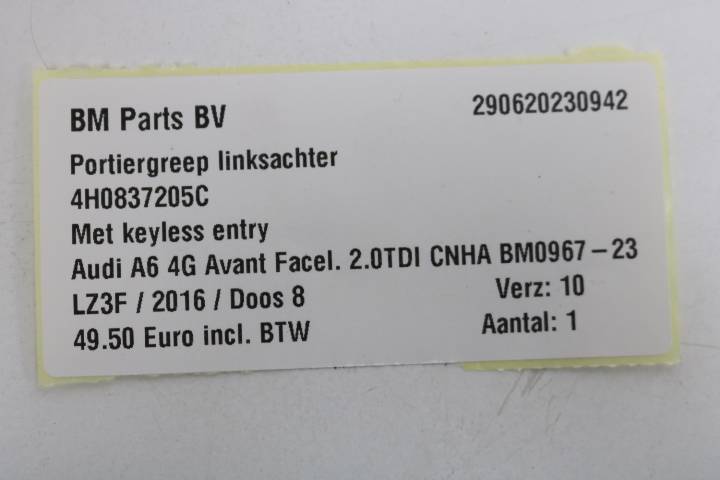 BM Parts BV 290620230942
Portiergreep linksachter
4H0837205C
Met keyless entry
Audi A6 4G Avant Facel. 2.0TDI CNHA BM0967-23
LZ3F / 2016 / Doos 8 Verz: 10
49.50 Euro incl. BTW Aantal: 1